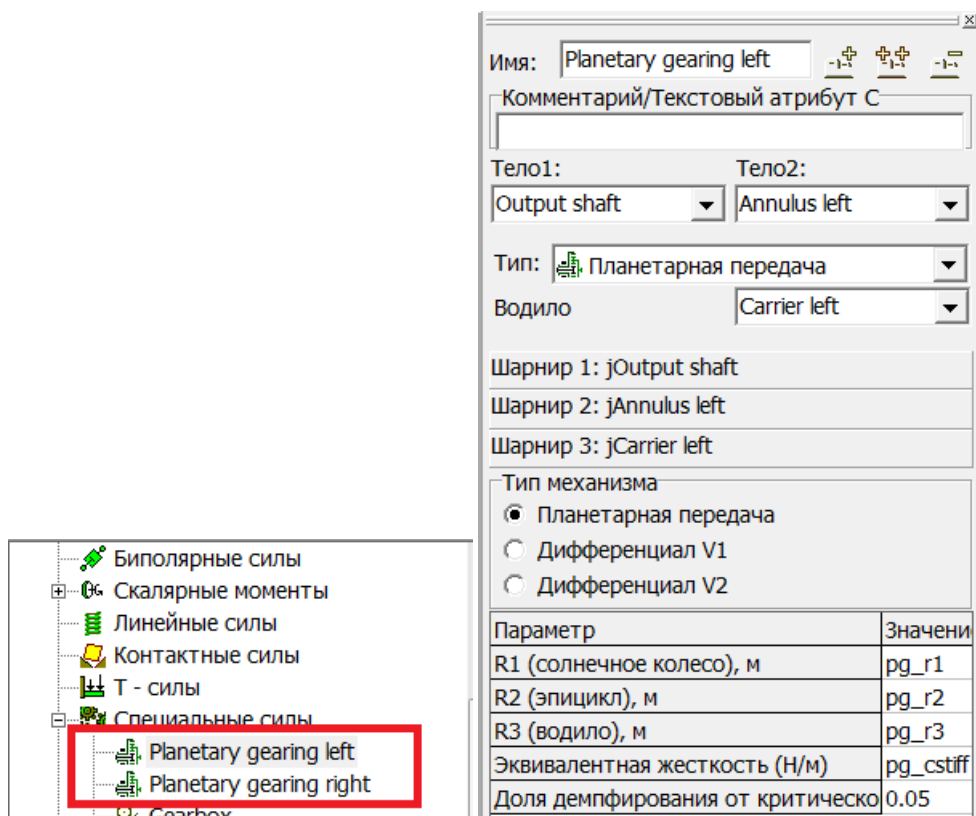 Имя: Planetary gearing left
Комментарий/Текстовый атрибут C
Тело1: Тело2:
Output shaft Annulus left
Тип: Планетарная передача
Водило Carrier left
Шарнир 1: jOutput shaft
Шарнир 2: jAnnulus left
Шарнир 3: jCarrier left
Тип механизма
Планетарная передача
Дифференциал V1
Дифференциал V2
Параметр Значени
R1 (солнечное колесо), м pg_r1
R2 (эпицикл), м pg_r2
R3 (водило), м pg_r3
Эквивалентная жесткость (Н/м) pg_cstiff
Доля демпфирования от критическо 0.05
Биполярные силы
Скалярные моменты
Линейные силы
Контактные силы
Т - силы
Специальные силы
Planetary gearing left
Planetary gearing right
Gearbox